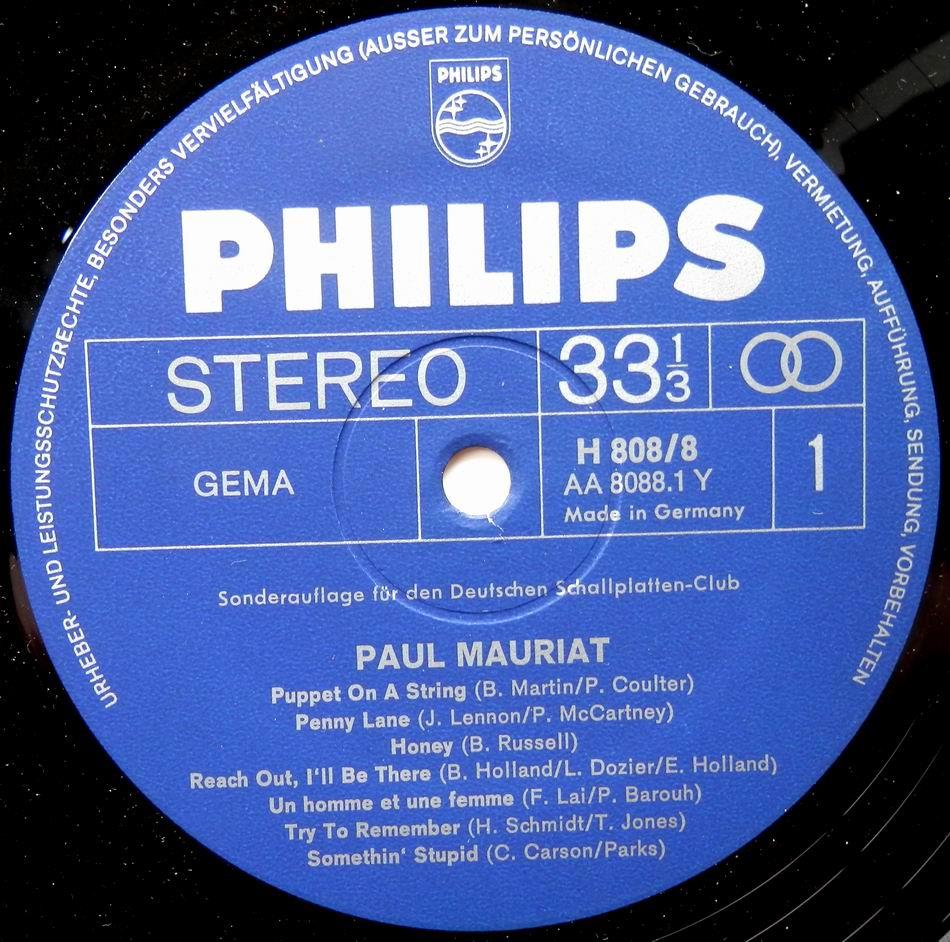 URHEBER- UND LEISTUNGSSCHUTZRECHTE, BESONDERS VERVIELFÄLTIGUNG (AUSSER ZUM PERSÖNLICHEN GEBRAUCH), VERMIETUNG, AUFFÜHRUNG, SENDUNG, VORBEHALTEN
PHILIPS
PHILIPS
STEREO 33 1/3
GEMA H 808/8 1
AA 8088.1 Y
Made in Germany
Sonderauflage für den Deutschen Schallplatten-Club
PAUL MAURIAT
Puppet On A String (B. Martin/P. Coulter)
Penny Lane (J. Lennon/P. McCartney)
Honey (B. Russell)
Reach Out, I'll Be There (B. Holland/L. Dozier/E. Holland)
Un homme et une femme (F. Lai/P. Barouh)
Try To Remember (H. Schmidt/T. Jones)
Somethin' Stupid (C. Carson/Parks)